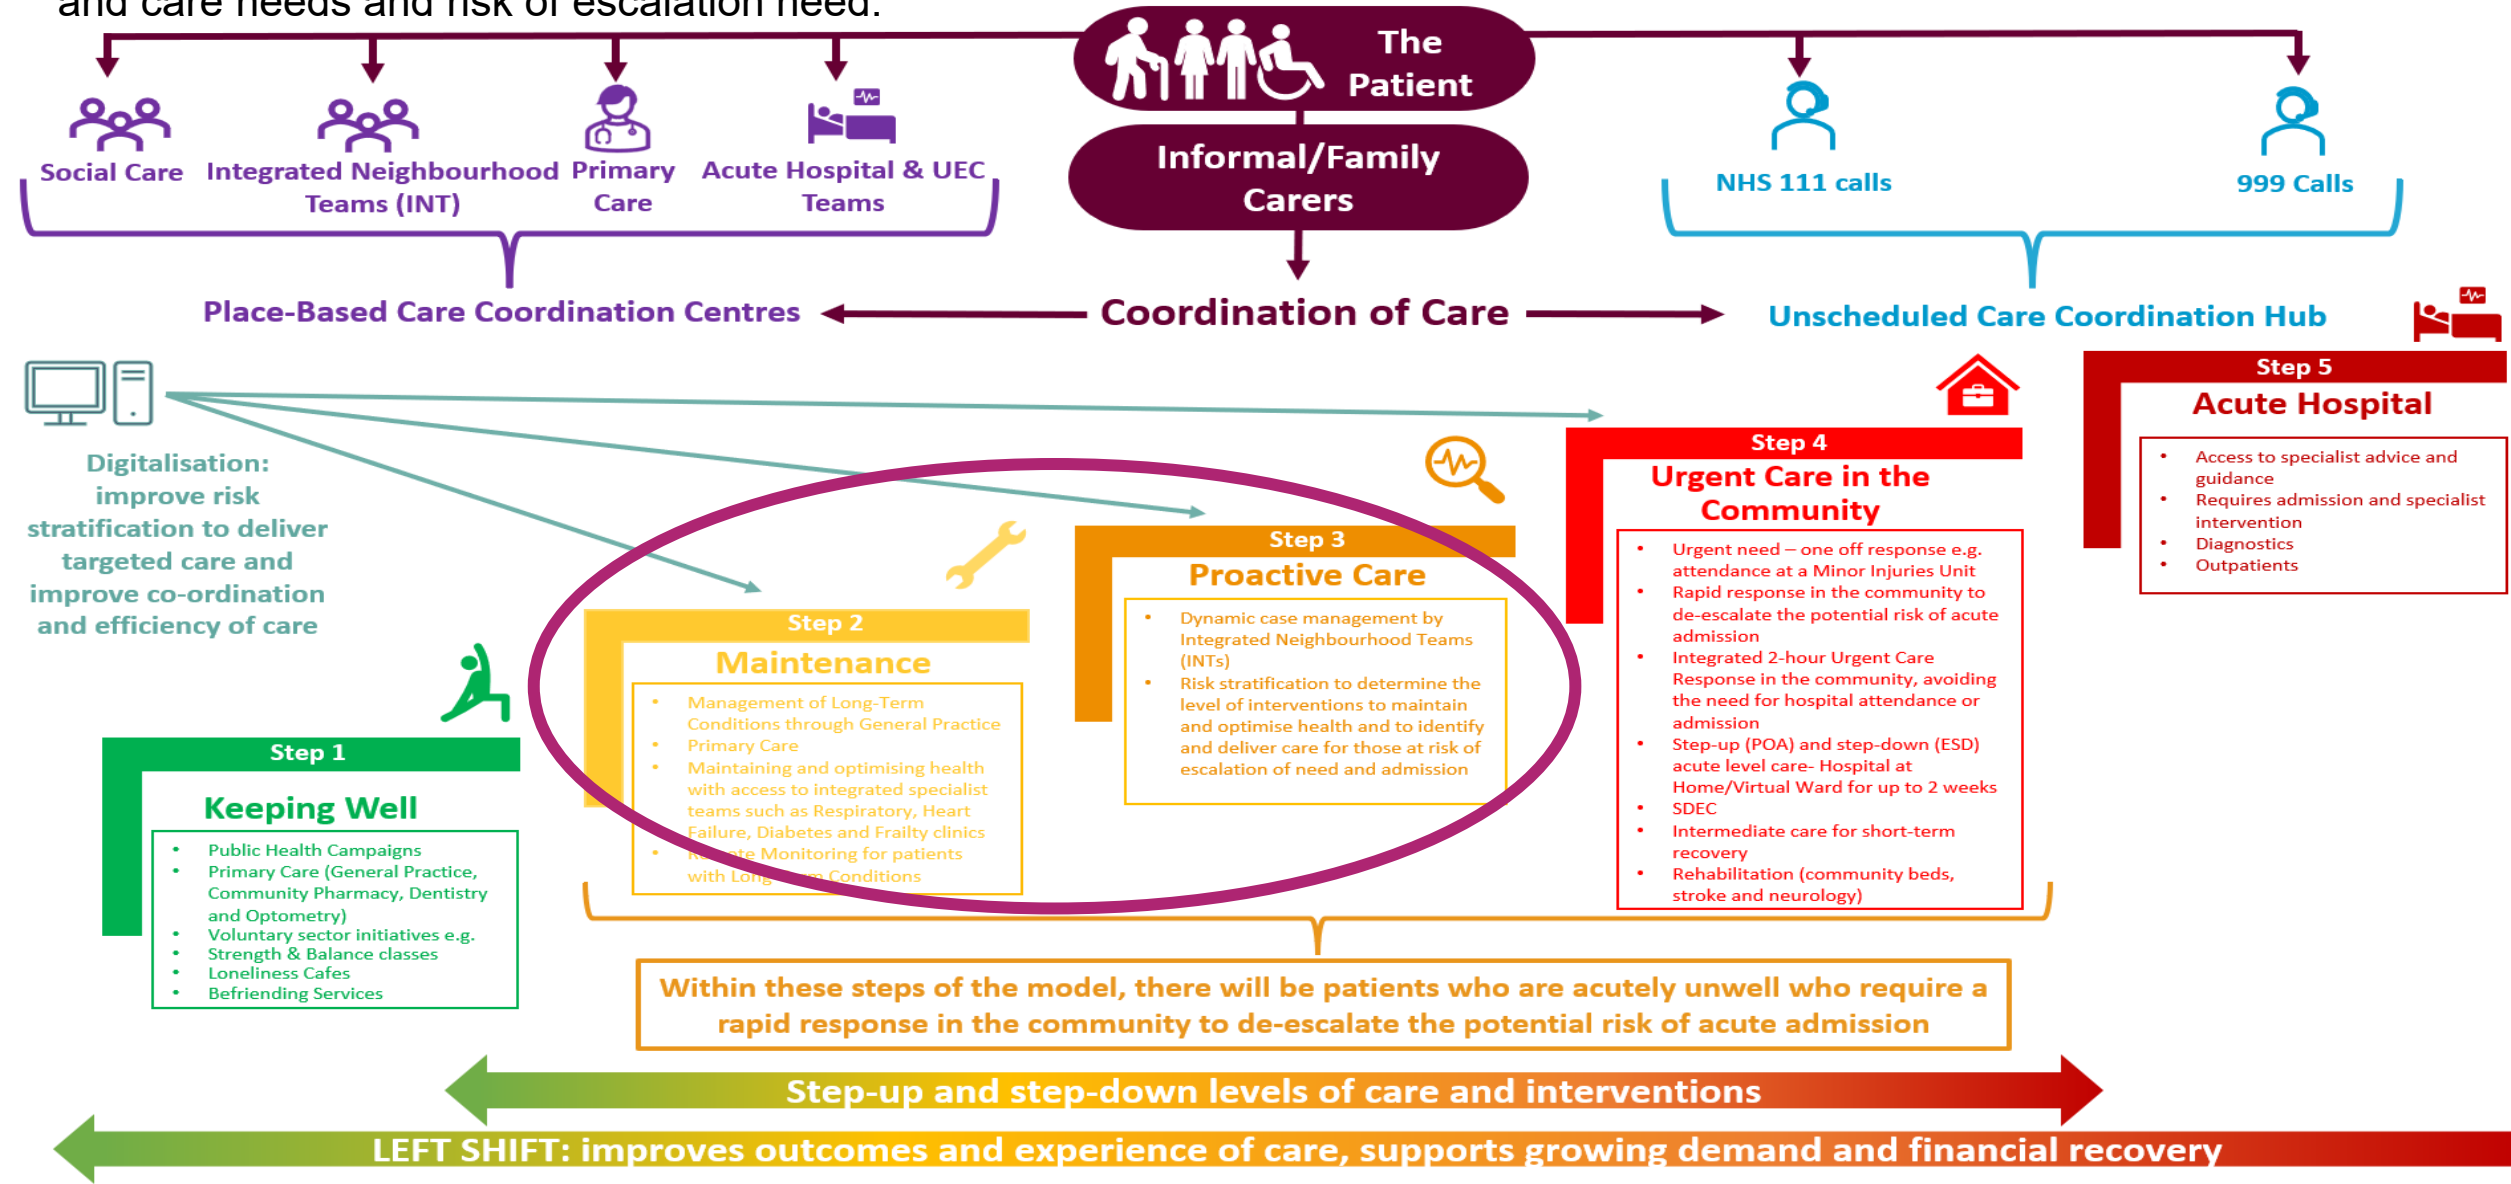 and care needs and risk of escalation need.
The
Patient
Informal/Family
Carers
Social Care
Integrated Neighbourhood
Teams (INT)
Primary
Care
Acute Hospital & UEC
Teams
NHS 111 calls
999 Calls
Place-Based Care Coordination Centres
Coordination of Care
Unscheduled Care Coordination Hub
Digitalisation:
improve risk
stratification to deliver
targeted care and
improve co-ordination
and efficiency of care
Step 1
Keeping Well
• Public Health Campaigns
• Primary Care (General Practice,
Community Pharmacy, Dentistry
and Optometry)
• Voluntary sector initiatives e.g.
• Strength & Balance classes
• Loneliness Cafes
• Befriending Services
Step 2
Maintenance
• Management of Long-Term
Conditions through General Practice
• Primary Care
• Maintaining and optimising health
with access to integrated specialist
teams such as Respiratory, Heart
Failure, Diabetes and Frailty clinics
• Remote Monitoring for patients
with Long-Term Conditions
Step 3
Proactive Care
• Dynamic case management by
Integrated Neighbourhood Teams
(INTs)
• Risk stratification to determine the
level of interventions to maintain
and optimise health and to identify
and deliver care for those at risk of
escalation of need and admission
Step 4
Urgent Care in the
Community
• Urgent need – one off response e.g.
attendance at a Minor Injuries Unit
• Rapid response in the community to
de-escalate the potential risk of acute
admission
• Integrated 2-hour Urgent Care
Response in the community, avoiding
the need for hospital attendance or
admission
• Step-up (POA) and step-down (ESD)
acute level care- Hospital at
Home/Virtual Ward for up to 2 weeks
• SDEC
• Intermediate care for short-term
recovery
• Rehabilitation (community beds,
stroke and neurology)
Step 5
Acute Hospital
• Access to specialist advice and
guidance
• Requires admission and specialist
intervention
• Diagnostics
• Outpatients
Within these steps of the model, there will be patients who are acutely unwell who require a
rapid response in the community to de-escalate the potential risk of acute admission
Step-up and step-down levels of care and interventions
LEFT SHIFT: improves outcomes and experience of care, supports growing demand and financial recovery